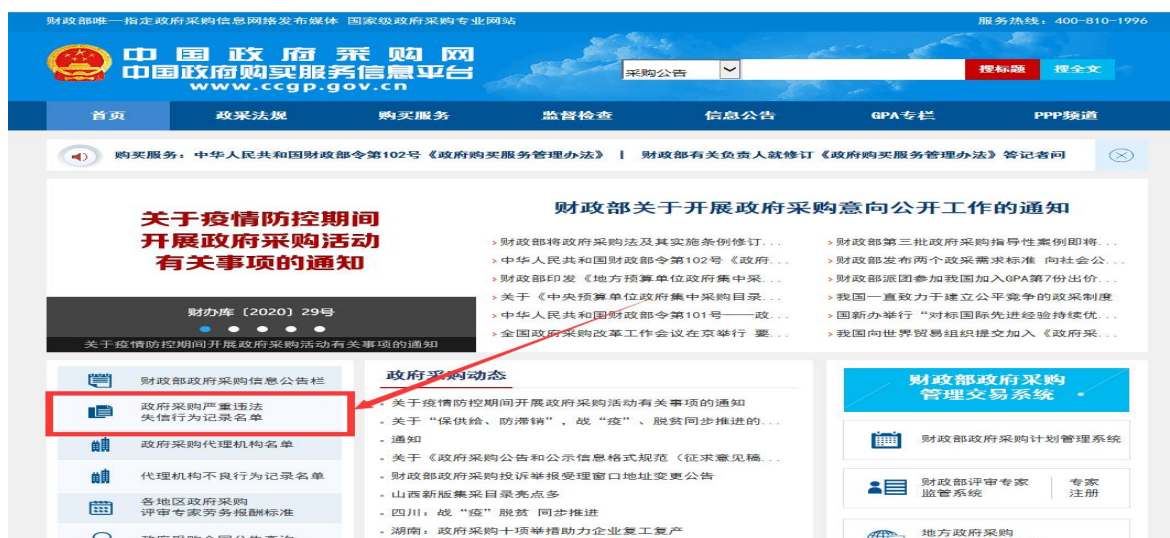 财政部唯一指定政府采购信息网络发布媒体 国家级政府采购专业网站
服务热线：400-810-1996
中国政府采购网
中国政府购买服务信息平台
www.ccgp.gov.cn
采购公告
搜标题
搜全文
首页
政采法规
购买服务
监督检查
信息公告
GPA专栏
PPP频道
购买服务：中华人民共和国财政部令第102号《政府购买服务管理办法》 | 财政部有关负责人就修订《政府购买服务管理办法》答记者问
关于疫情防控期间
开展政府采购活动
有关事项的通知
财办库〔2020〕29号
关于疫情防控期间开展政府采购活动有关事项的通知
财政部关于开展政府采购意向公开工作的通知
>财政部将政府采购法及其实施条例修订...
>中华人民共和国财政部令第102号《政府...
>财政部印发《地方预算单位政府集中采...
>关于《中央预算单位政府集中采购目录...
>中华人民共和国财政部令第101号——政...
>全国政府采购改革工作会议在京举行 要...
>财政部第三批政府采购指导性案例即将...
>财政部发布两个政采需求标准 向社会公...
>财政部派团参加我国加入GPA第7份出价...
>我国一直致力于建立公平竞争的政采制度
>国新办举行“对标国际先进经验持续优...
>我国向世界贸易组织提交加入《政府采...
财政部政府采购信息公告栏
政府采购严重违法
失信行为记录名单
政府采购代理机构名单
代理机构不良行为记录名单
各地区政府采购
评审专家劳务报酬标准
政府采购动态
- 关于疫情防控期间开展政府采购活动有关事项的通知
- 关于“保供给、防滞销”，战“疫”、脱贫同步推进的...
- 通知
- 关于《政府采购公告和公示信息格式规范（征求意见稿...
- 财政部政府采购投诉举报受理窗口地址变更公告
- 山西新版集采目录亮点多
- 四川：战“疫”脱贫 同步推进
- 湖南：政府采购十项举措助力企业复工复产
财政部政府采购
管理交易系统
财政部政府采购计划管理系统
财政部评审专家
监管系统
专家
注册
地方政府采购